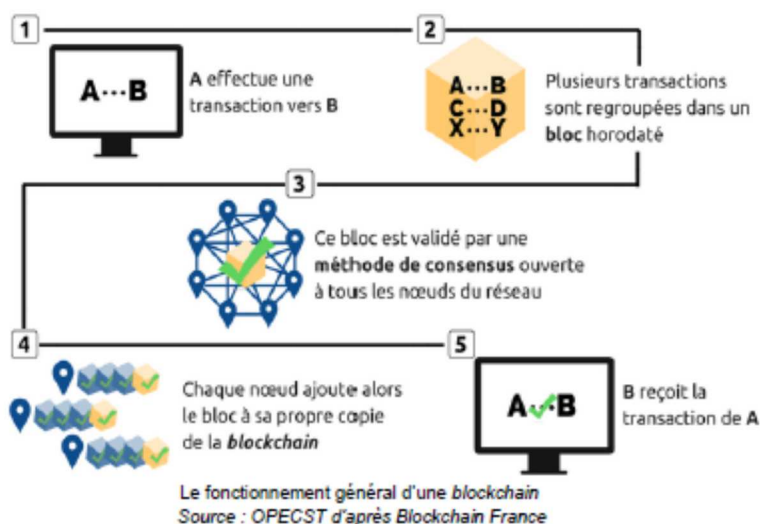 1
A···B
A effectue une
transaction vers B
2
A···B
C···D
X···Y
Plusieurs transactions
sont regroupées dans un
bloc horodaté
3
Ce bloc est validé par une
méthode de consensus ouverte
à tous les nœuds du réseau
4
Chaque nœud ajoute alors
le bloc à sa propre copie
de la blockchain
5
A···B
B reçoit la
transaction de A
Le fonctionnement général d'une blockchain
Source : OPECST d'après Blockchain France